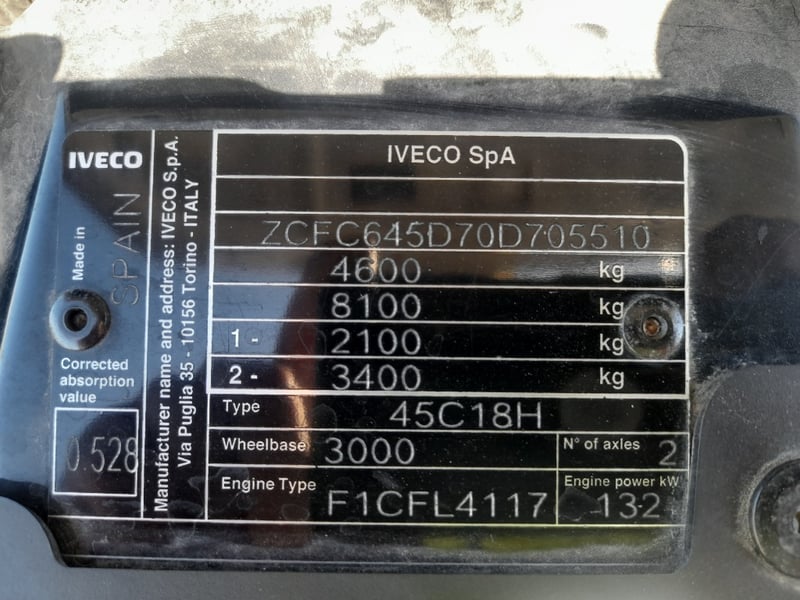 IVECO
Made in
SPAIN
Corrected
absorption
value
0.528
Manufacturer name and address: IVECO S.p.A.
Via Puglia 35 - 10156 Torino - ITALY
IVECO SpA
ZCFC645D70D705510
4600 kg
8100 kg
1 - 2100 kg
2 - 3400 kg
Type 45C18H
Wheelbase 3000 N° of axles 2
Engine Type F1CFL4117 Engine power kW 132